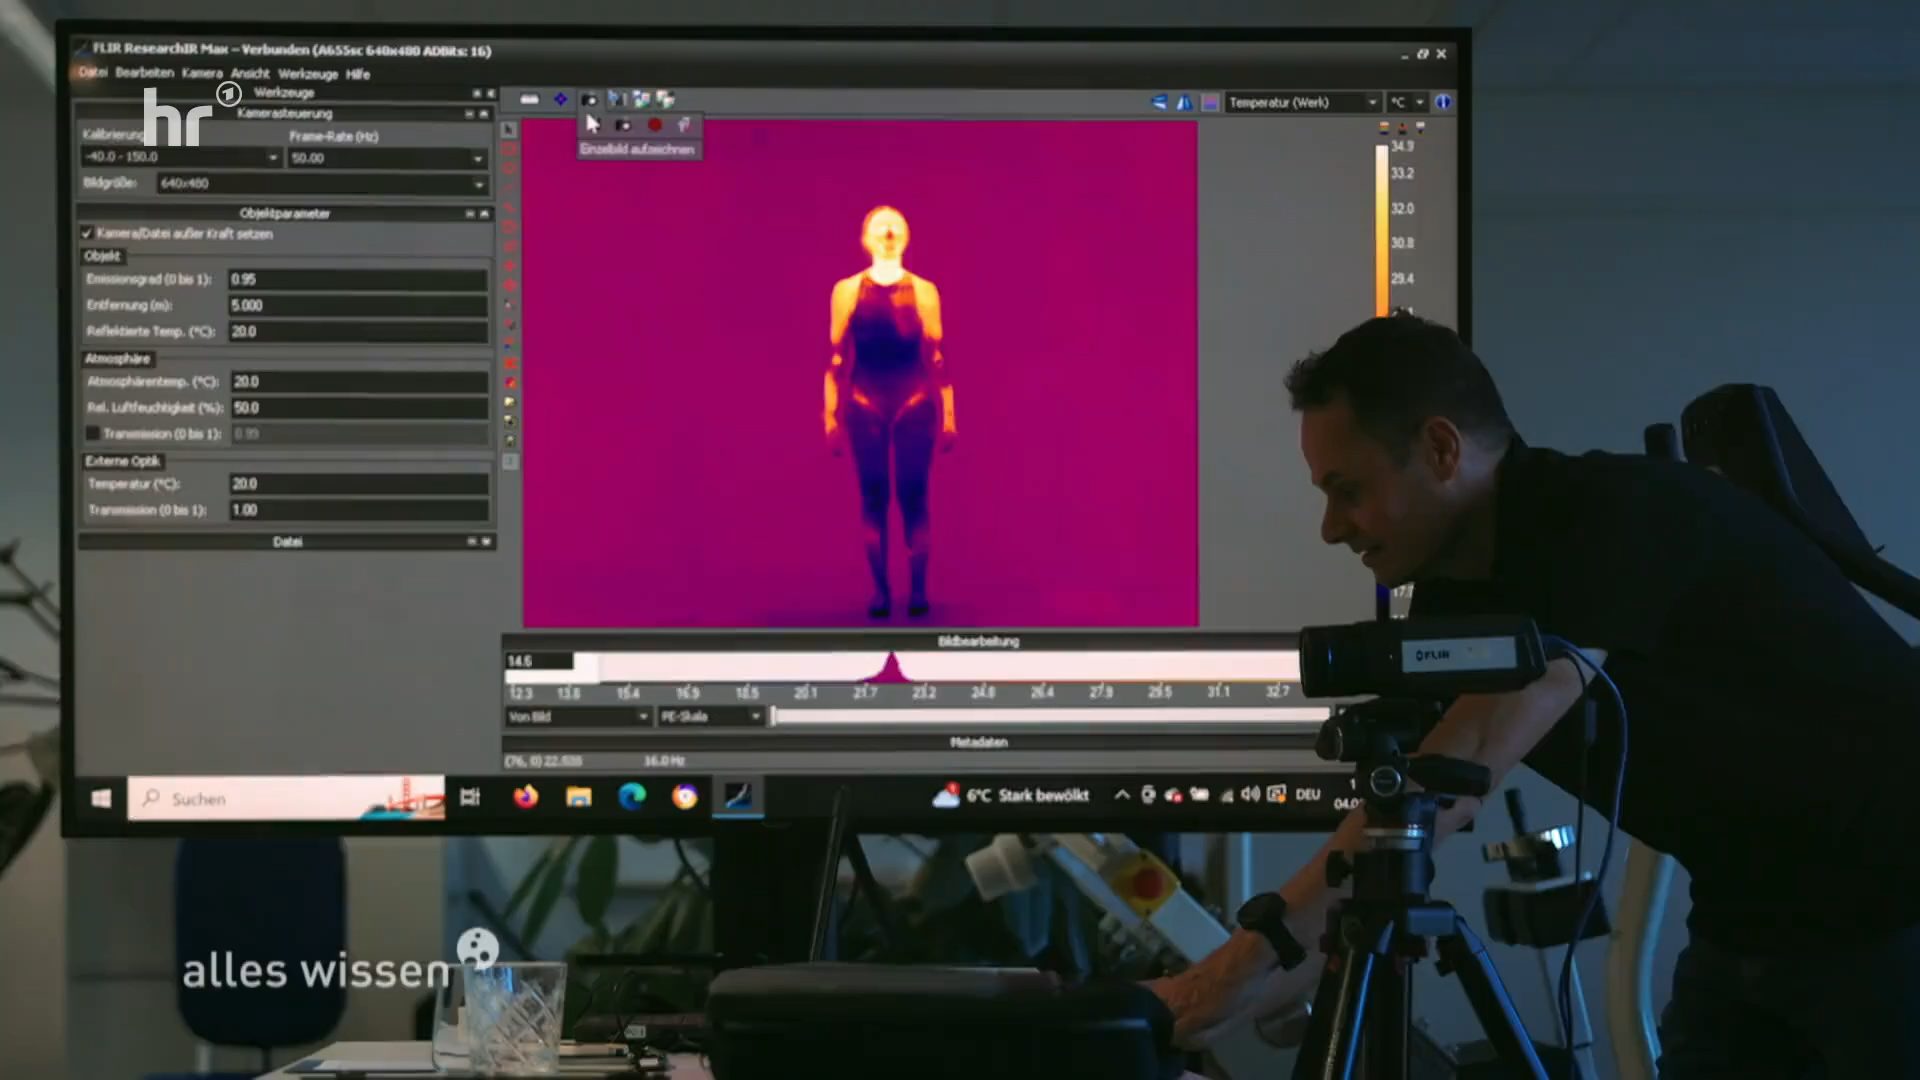 FLIR ResearchIR Max – Verbunden (A655sc 640x480 ADBits: 16)
Datei Bearbeiten Kamera Ansicht Werkzeuge Hilfe
hr
Werkzeuge
Kamerasteuerung
Kalibrierung
Frame-Rate (Hz)
-40.0 - 150.0
50.00
Bildgröße:
640x480
Objektparameter
Kamera/Datei außer Kraft setzen
Objekt
Emissionsgrad (0 bis 1):
0.95
Entfernung (m):
5.000
Reflektierte Temp. (°C):
20.0
Atmosphäre
Atmosphärentemp. (°C):
20.0
Rel. Luftfeuchtigkeit (%):
50.0
Transmission (0 bis 1):
0.99
Externe Optik
Temperatur (°C):
20.0
Transmission (0 bis 1):
1.00
Datei
Einzelbild aufzeichnen
Temperatur (Werk)
°C
34.9
33.2
32.0
30.8
29.4
Bildbearbeitung
14.6
12.3 13.8 15.4 16.9 18.5 20.1 21.7 23.2 24.8 26.4 27.9 29.5 31.1 32.7
Von Bild
PE-Skala
Metadaten
16.0 Hz
Suchen
6°C Stark bewölkt
DEU
FLIR
alles wissen